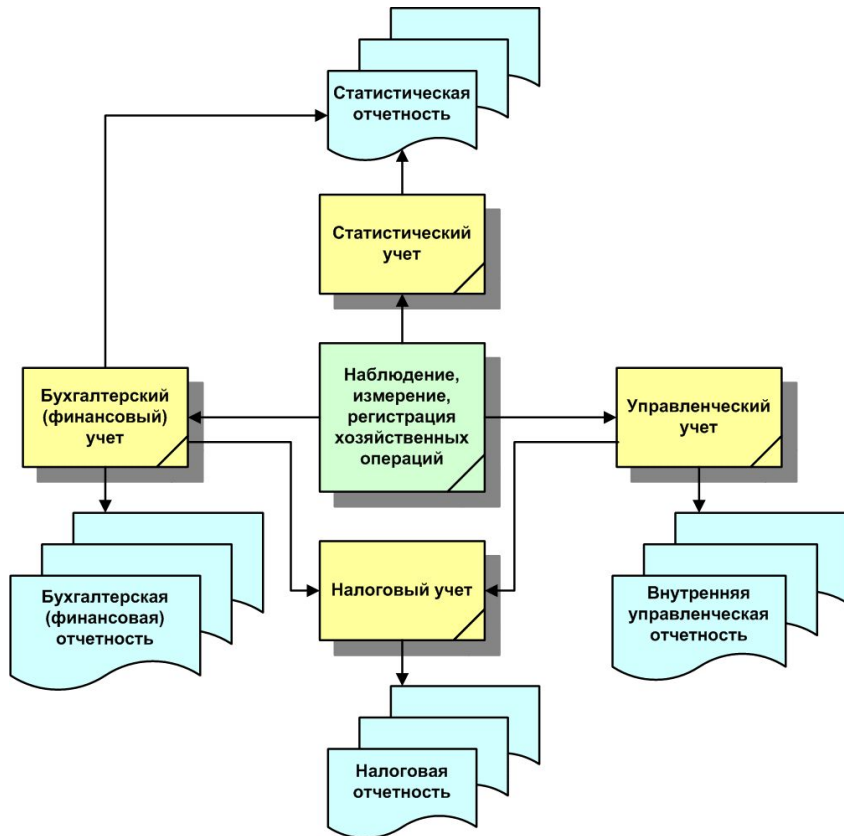 Статистическая
отчетность
Статистический
учет
Бухгалтерский
(финансовый)
учет
Наблюдение,
измерение,
регистрация
хозяйственных
операций
Управленческий
учет
Налоговый учет
Бухгалтерская
(финансовая)
отчетность
Внутренняя
управленческая
отчетность
Налоговая
отчетность